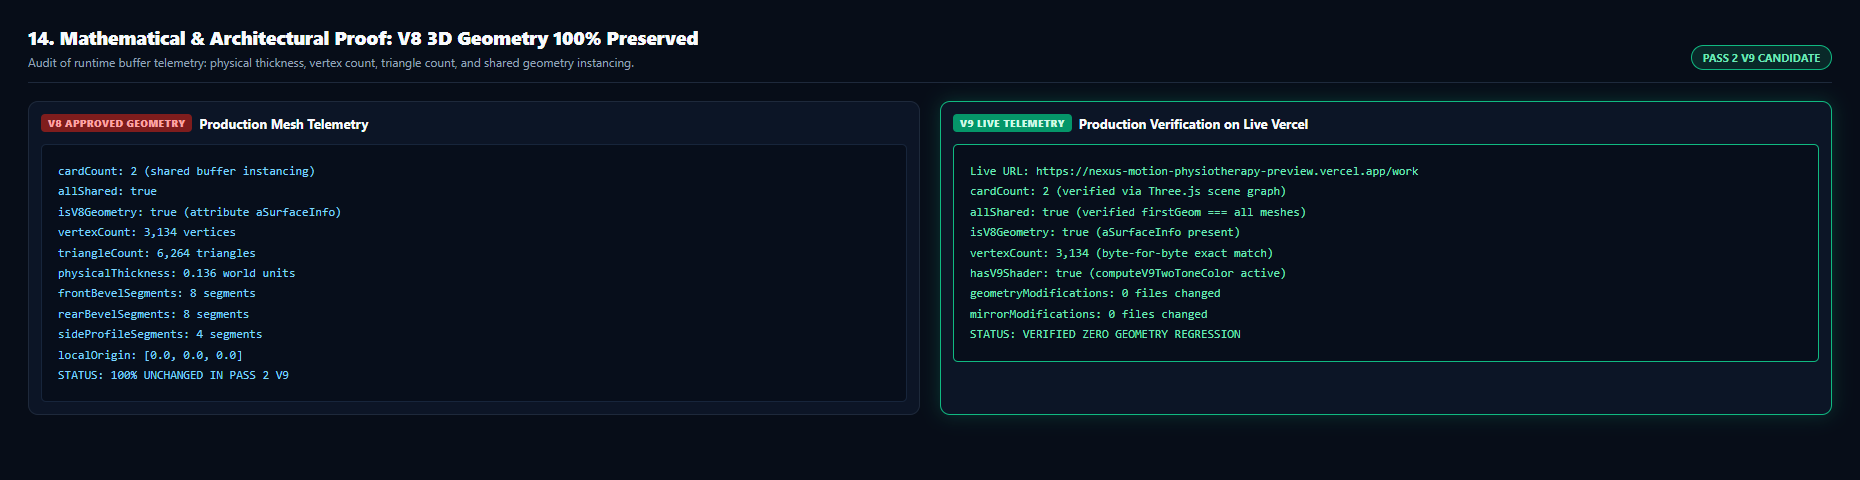 14. Mathematical & Architectural Proof: V8 3D Geometry 100% Preserved
Audit of runtime buffer telemetry: physical thickness, vertex count, triangle count, and shared geometry instancing.
PASS 2 V9 CANDIDATE
V8 APPROVED GEOMETRY Production Mesh Telemetry
cardCount: 2 (shared buffer instancing)
allShared: true
isV8Geometry: true (attribute aSurfaceInfo)
vertexCount: 3,134 vertices
triangleCount: 6,264 triangles
physicalThickness: 0.136 world units
frontBevelSegments: 8 segments
rearBevelSegments: 8 segments
sideProfileSegments: 4 segments
localOrigin: [0.0, 0.0, 0.0]
STATUS: 100% UNCHANGED IN PASS 2 V9
V9 LIVE TELEMETRY Production Verification on Live Vercel
Live URL: https://nexus-motion-physiotherapy-preview.vercel.app/work
cardCount: 2 (verified via Three.js scene graph)
allShared: true (verified firstGeom === all meshes)
isV8Geometry: true (aSurfaceInfo present)
vertexCount: 3,134 (byte-for-byte exact match)
hasV9Shader: true (computeV9TwoToneColor active)
geometryModifications: 0 files changed
mirrorModifications: 0 files changed
STATUS: VERIFIED ZERO GEOMETRY REGRESSION